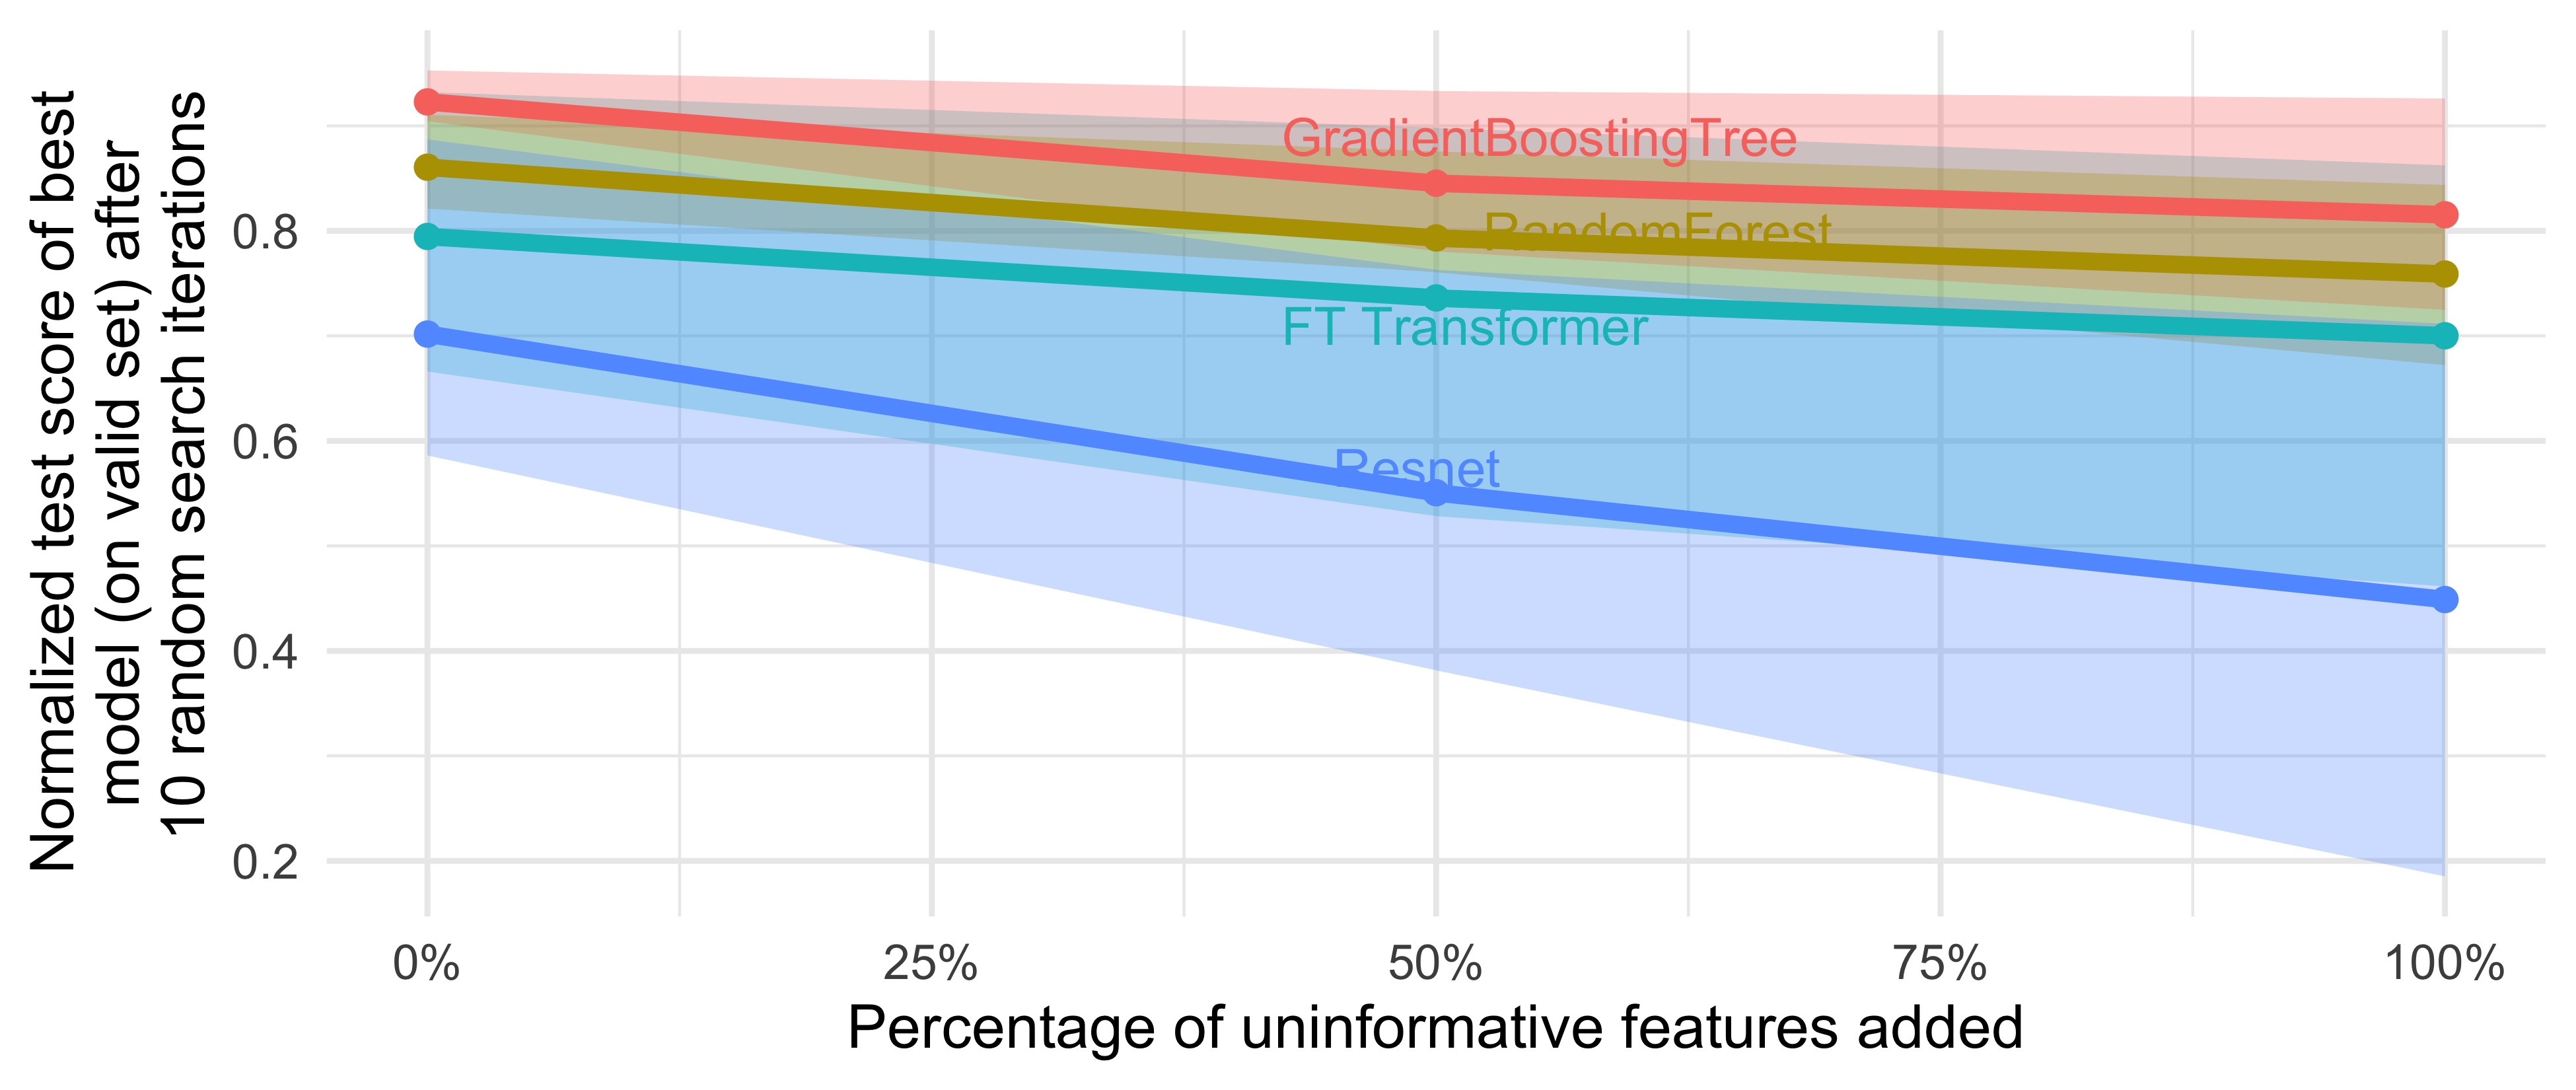 Normalized test score of best
model (on valid set) after
10 random search iterations
0.8
0.6
0.4
0.2
GradientBoostingTree
RandomForest
FT Transformer
Resnet
0%
25%
50%
75%
100%
Percentage of uninformative features added